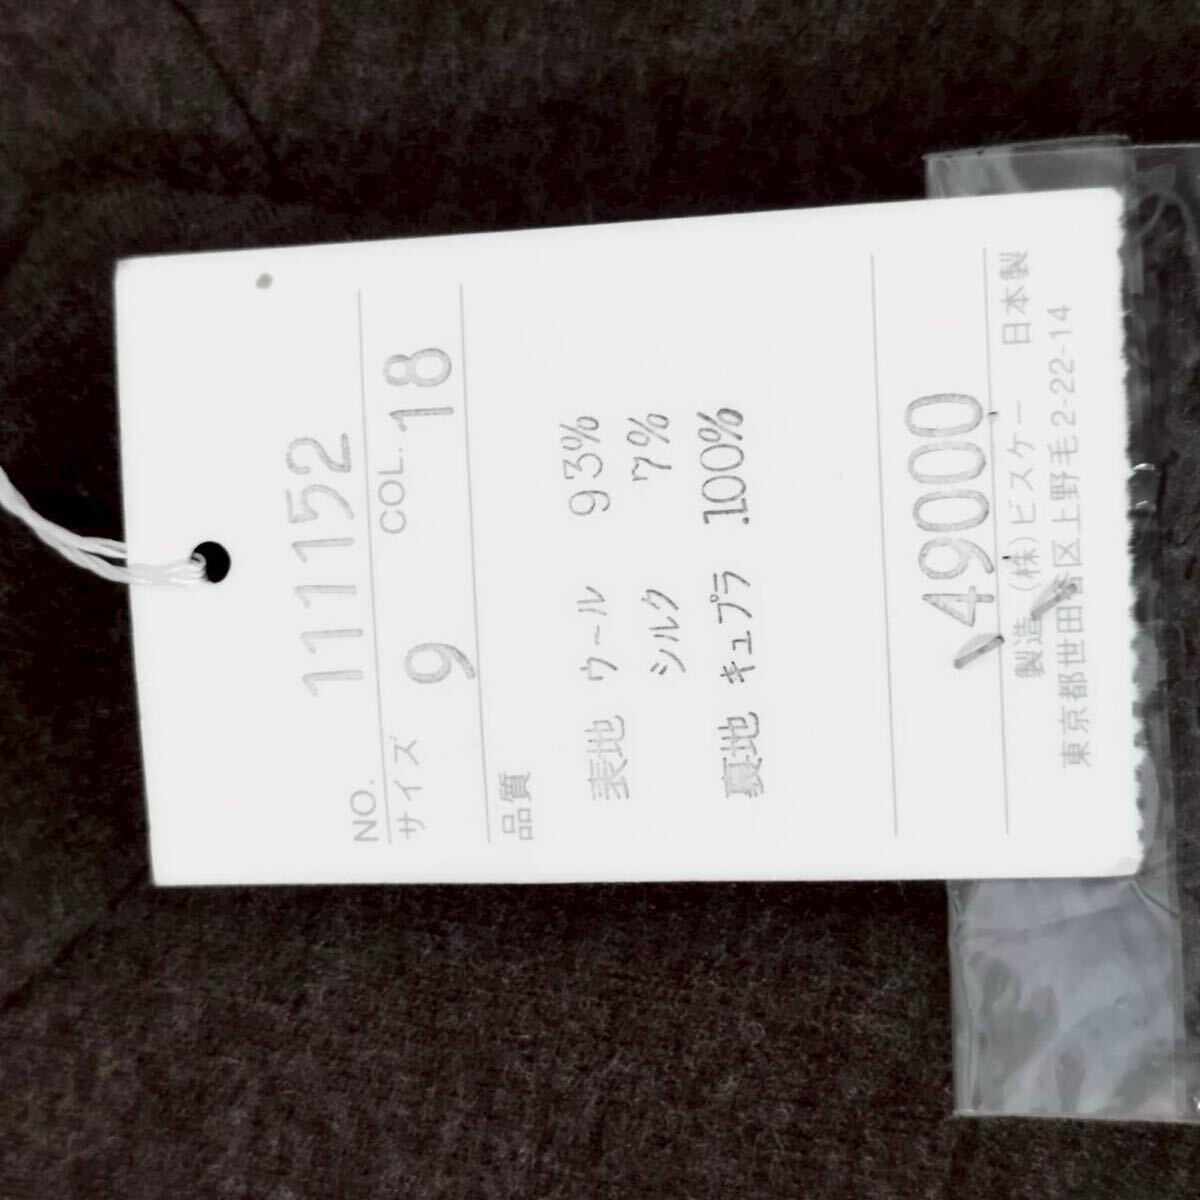 NO. 111152
サイズ 9 COL. 18
品質
表地 ウール 93%
シルク 7%
裏地 キュプラ 100%
49000
製造 (株)ビスケー 日本製
東京都世田谷区上野毛2-22-14